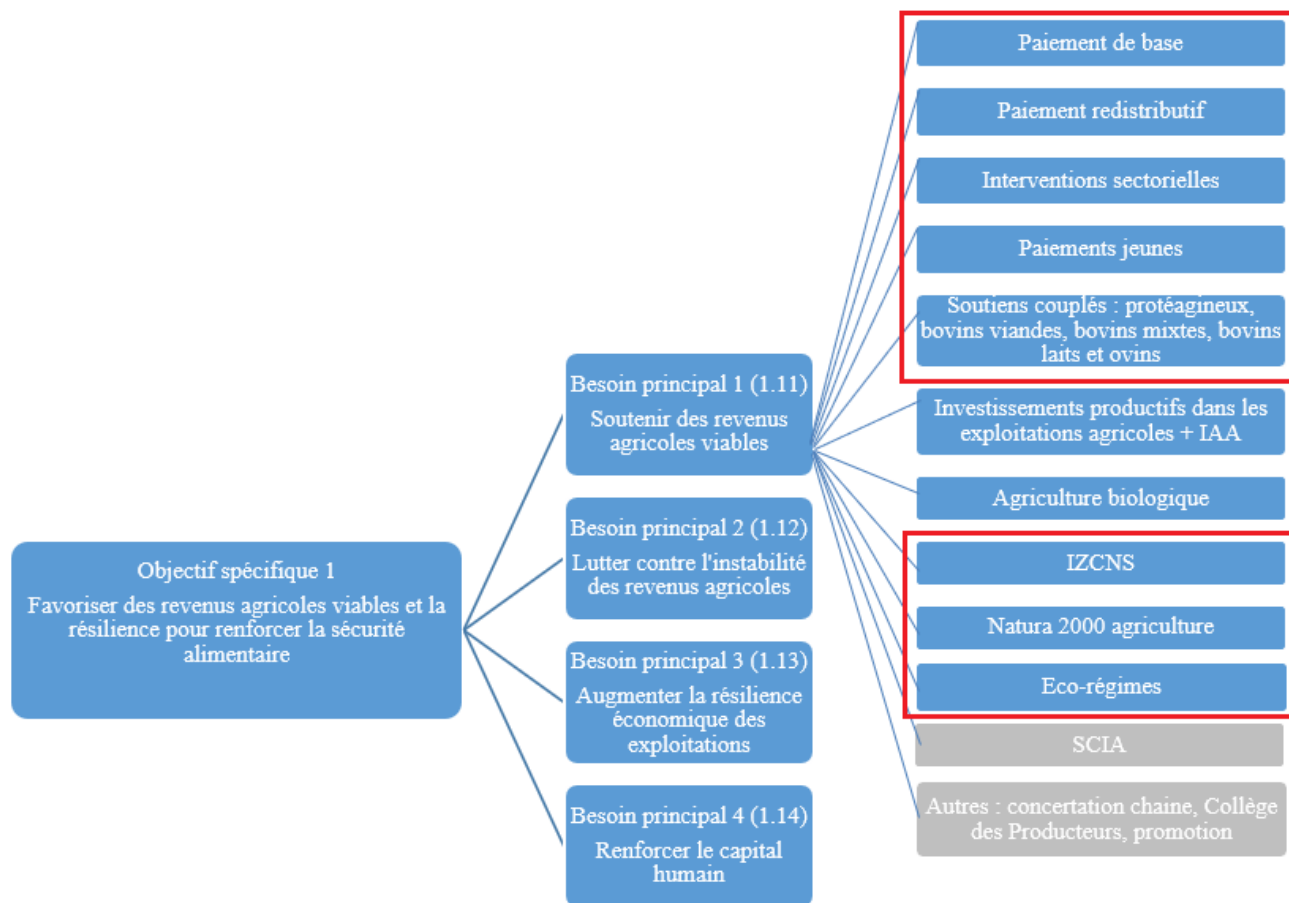 Objectif spécifique 1
Favoriser des revenus agricoles viables et la
résilience pour renforcer la sécurité
alimentaire
Besoin principal 1 (1.11)
Soutenir des revenus
agricoles viables
Besoin principal 2 (1.12)
Lutter contre l'instabilité
des revenus agricoles
Besoin principal 3 (1.13)
Augmenter la résilience
économique des
exploitations
Besoin principal 4 (1.14)
Renforcer le capital
humain
Paiement de base
Paiement redistributif
Interventions sectorielles
Paiements jeunes
Soutiens couplés : protéagineux,
bovins viandes, bovins mixtes, bovins
laits et ovins
Investissements productifs dans les
exploitations agricoles + IAA
Agriculture biologique
IZCNS
Natura 2000 agriculture
Eco-régimes
SCIA
Autres : concertation chaine, Collège
des Producteurs, promotion